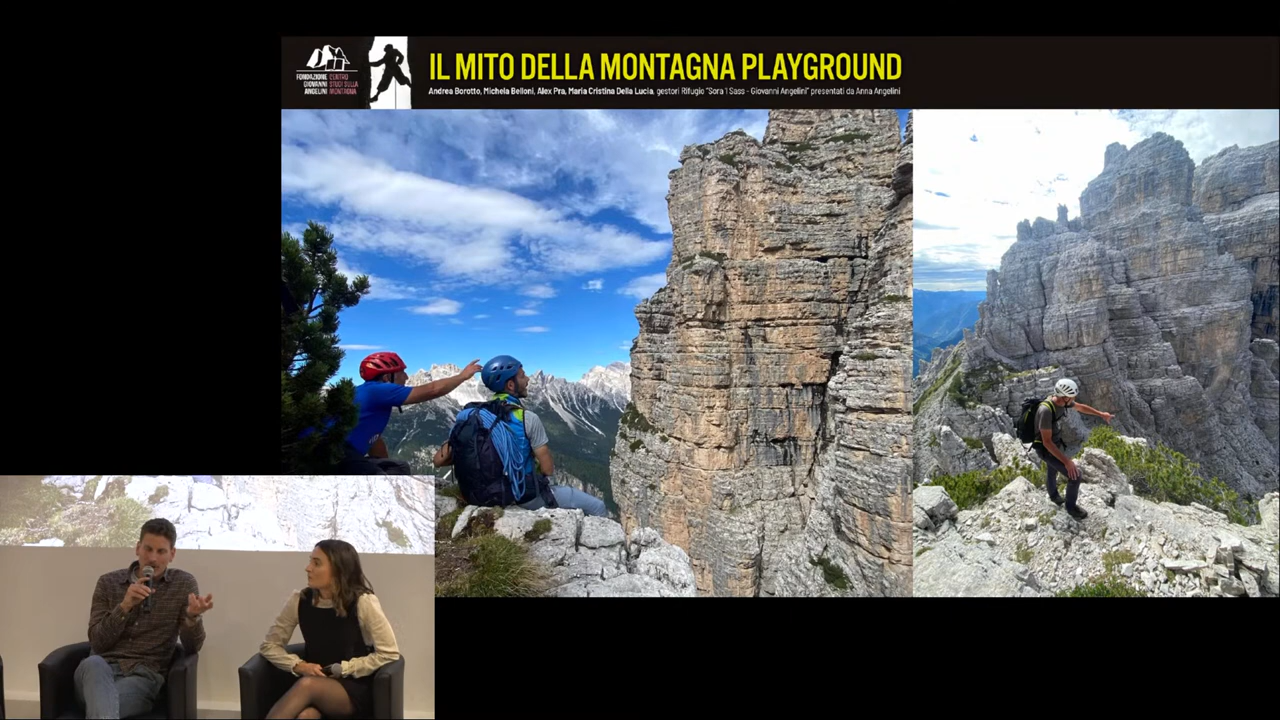 IL MITO DELLA MONTAGNA PLAYGROUND
Andrea Borotto, Michela Belloni, Alex Pra, Maria Cristina Della Lucia, gestori Rifugio "Sora 'l Sass - Giovanni Angelini" presentati da Anna Angelini
FONDAZIONE CENTRO
GIOVANNI STUDI SULLA
ANGELINI MONTAGNA